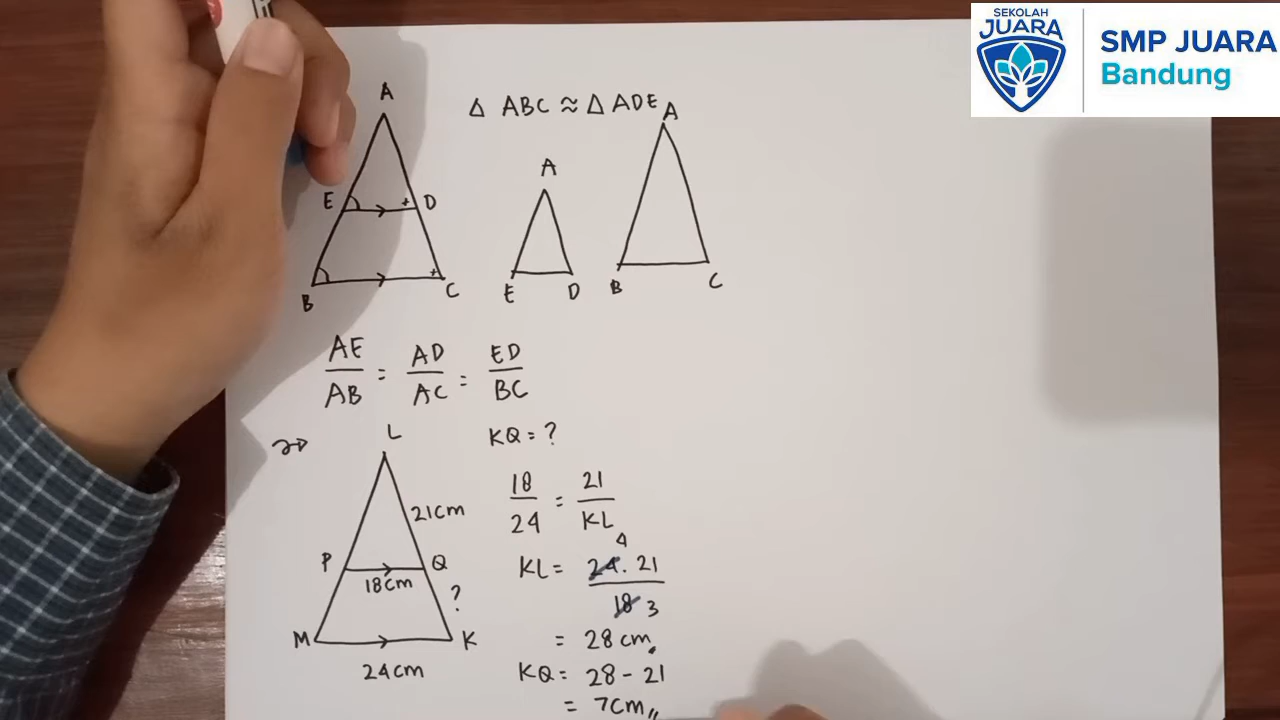 SEKOLAH
JUARA
SMP JUARA
Bandung
△ ABC ≈ △ ADE
A
E
D
B
C
A
E
D
A
B
C
AE/AB = AD/AC = ED/BC
L
21cm
P
Q
18cm
?
M
K
24cm
KQ = ?
18/24 = 21/KL
4
KL = 24 . 21
18 3
= 28 cm
KQ = 28 - 21
= 7cm